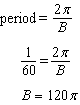 period = 2π/B
1/60 = 2π/B
B = 120π